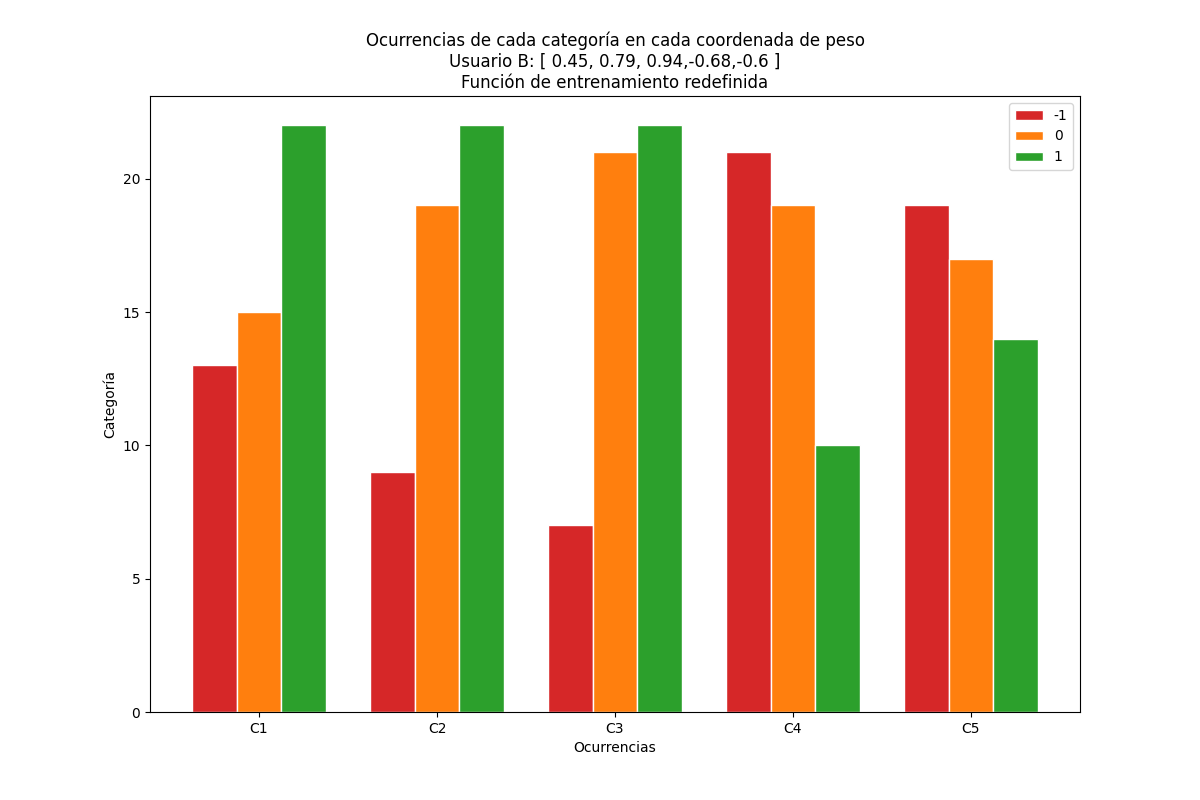 Ocurrencias de cada categoría en cada coordenada de peso
Usuario B: [ 0.45, 0.79, 0.94,-0.68,-0.6 ]
Función de entrenamiento redefinida
-1
0
1
20
15
10
5
0
Categoría
C1 C2 C3 C4 C5
Ocurrencias